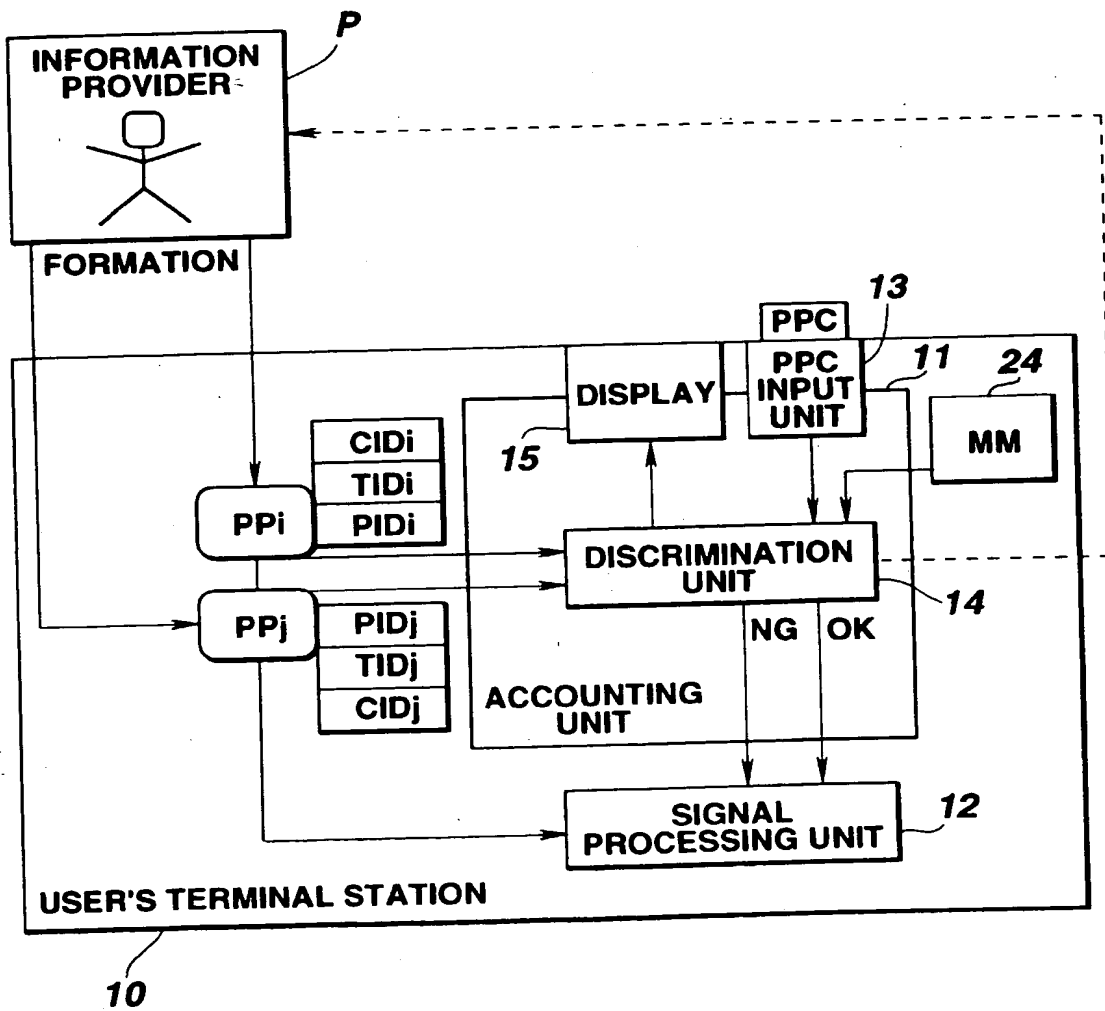 P
INFORMATION
PROVIDER
FORMATION
13
PPC
11
24
PPC
INPUT
UNIT
DISPLAY
15
MM
CIDi
TIDi
PIDi
PPi
DISCRIMINATION
UNIT
14
PPj
PIDj
TIDj
CIDj
NG
OK
ACCOUNTING
UNIT
SIGNAL
PROCESSING UNIT
12
USER'S TERMINAL STATION
10